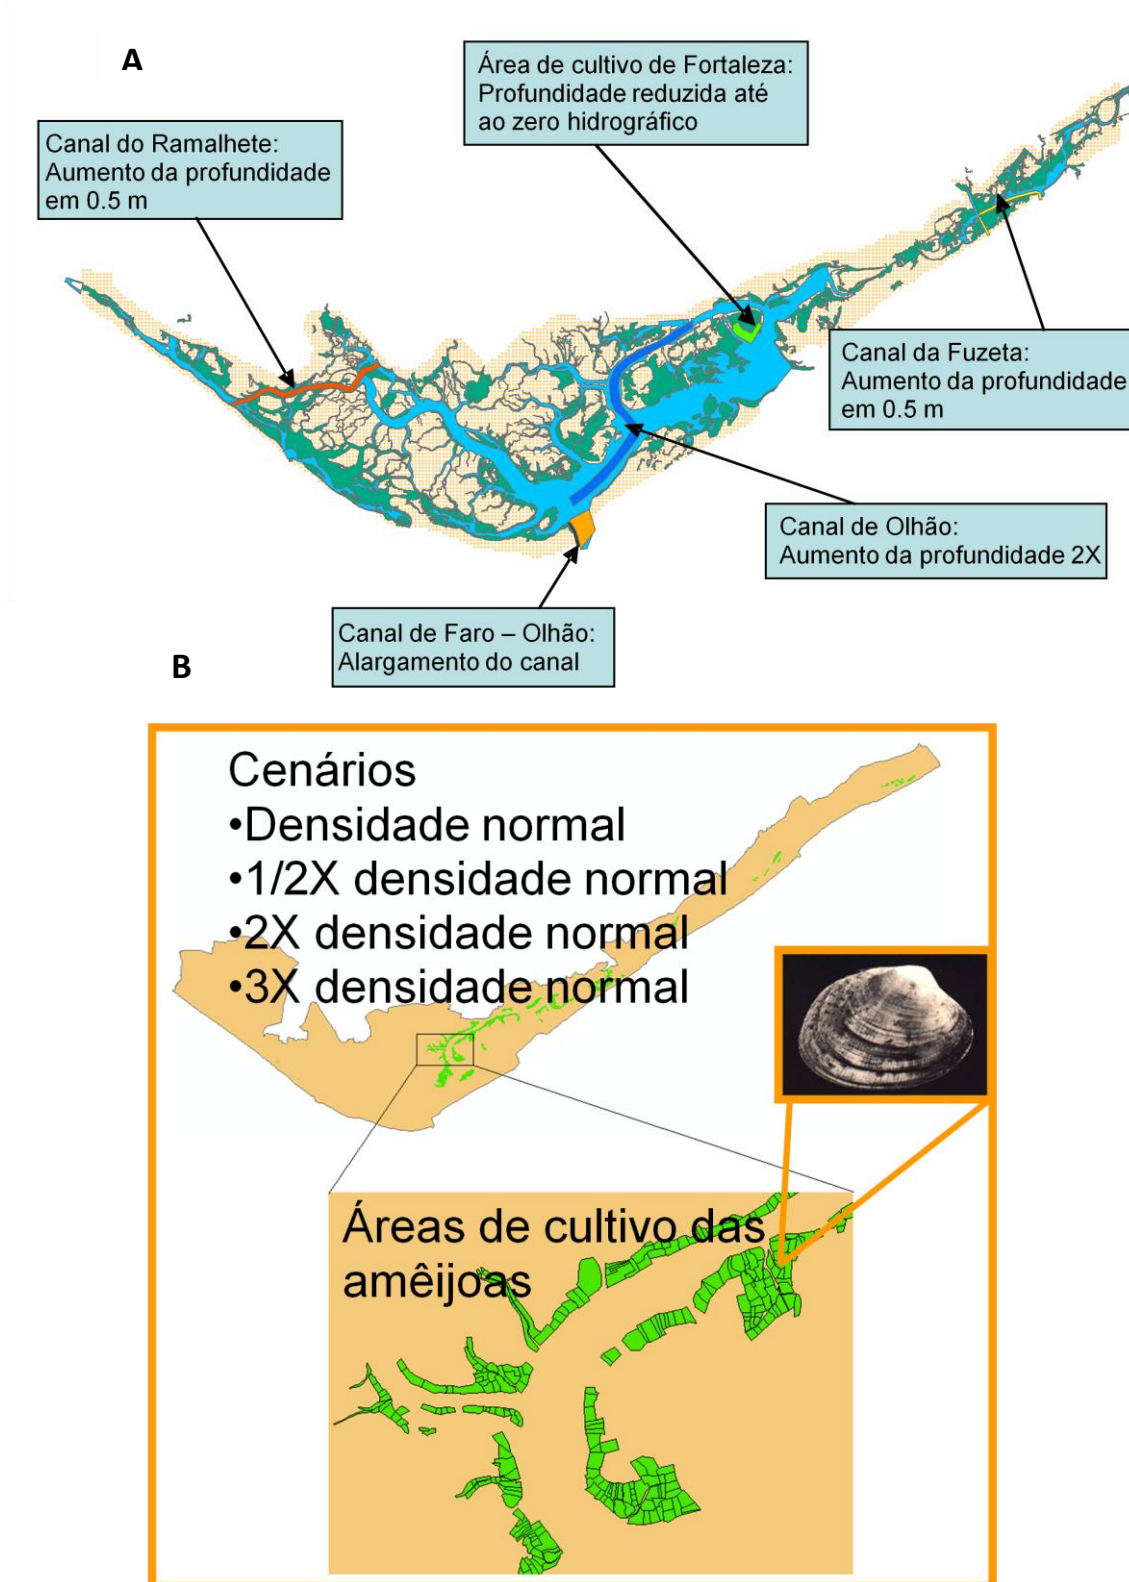 A
Área de cultivo de Fortaleza:
Profundidade reduzida até
ao zero hidrográfico
Canal do Ramalhete:
Aumento da profundidade
em 0.5 m
Canal da Fuzeta:
Aumento da profundidade
em 0.5 m
Canal de Olhão:
Aumento da profundidade 2X
Canal de Faro – Olhão:
Alargamento do canal
B
Cenários
•Densidade normal
•1/2X densidade normal
•2X densidade normal
•3X densidade normal
Áreas de cultivo das
amêijoas